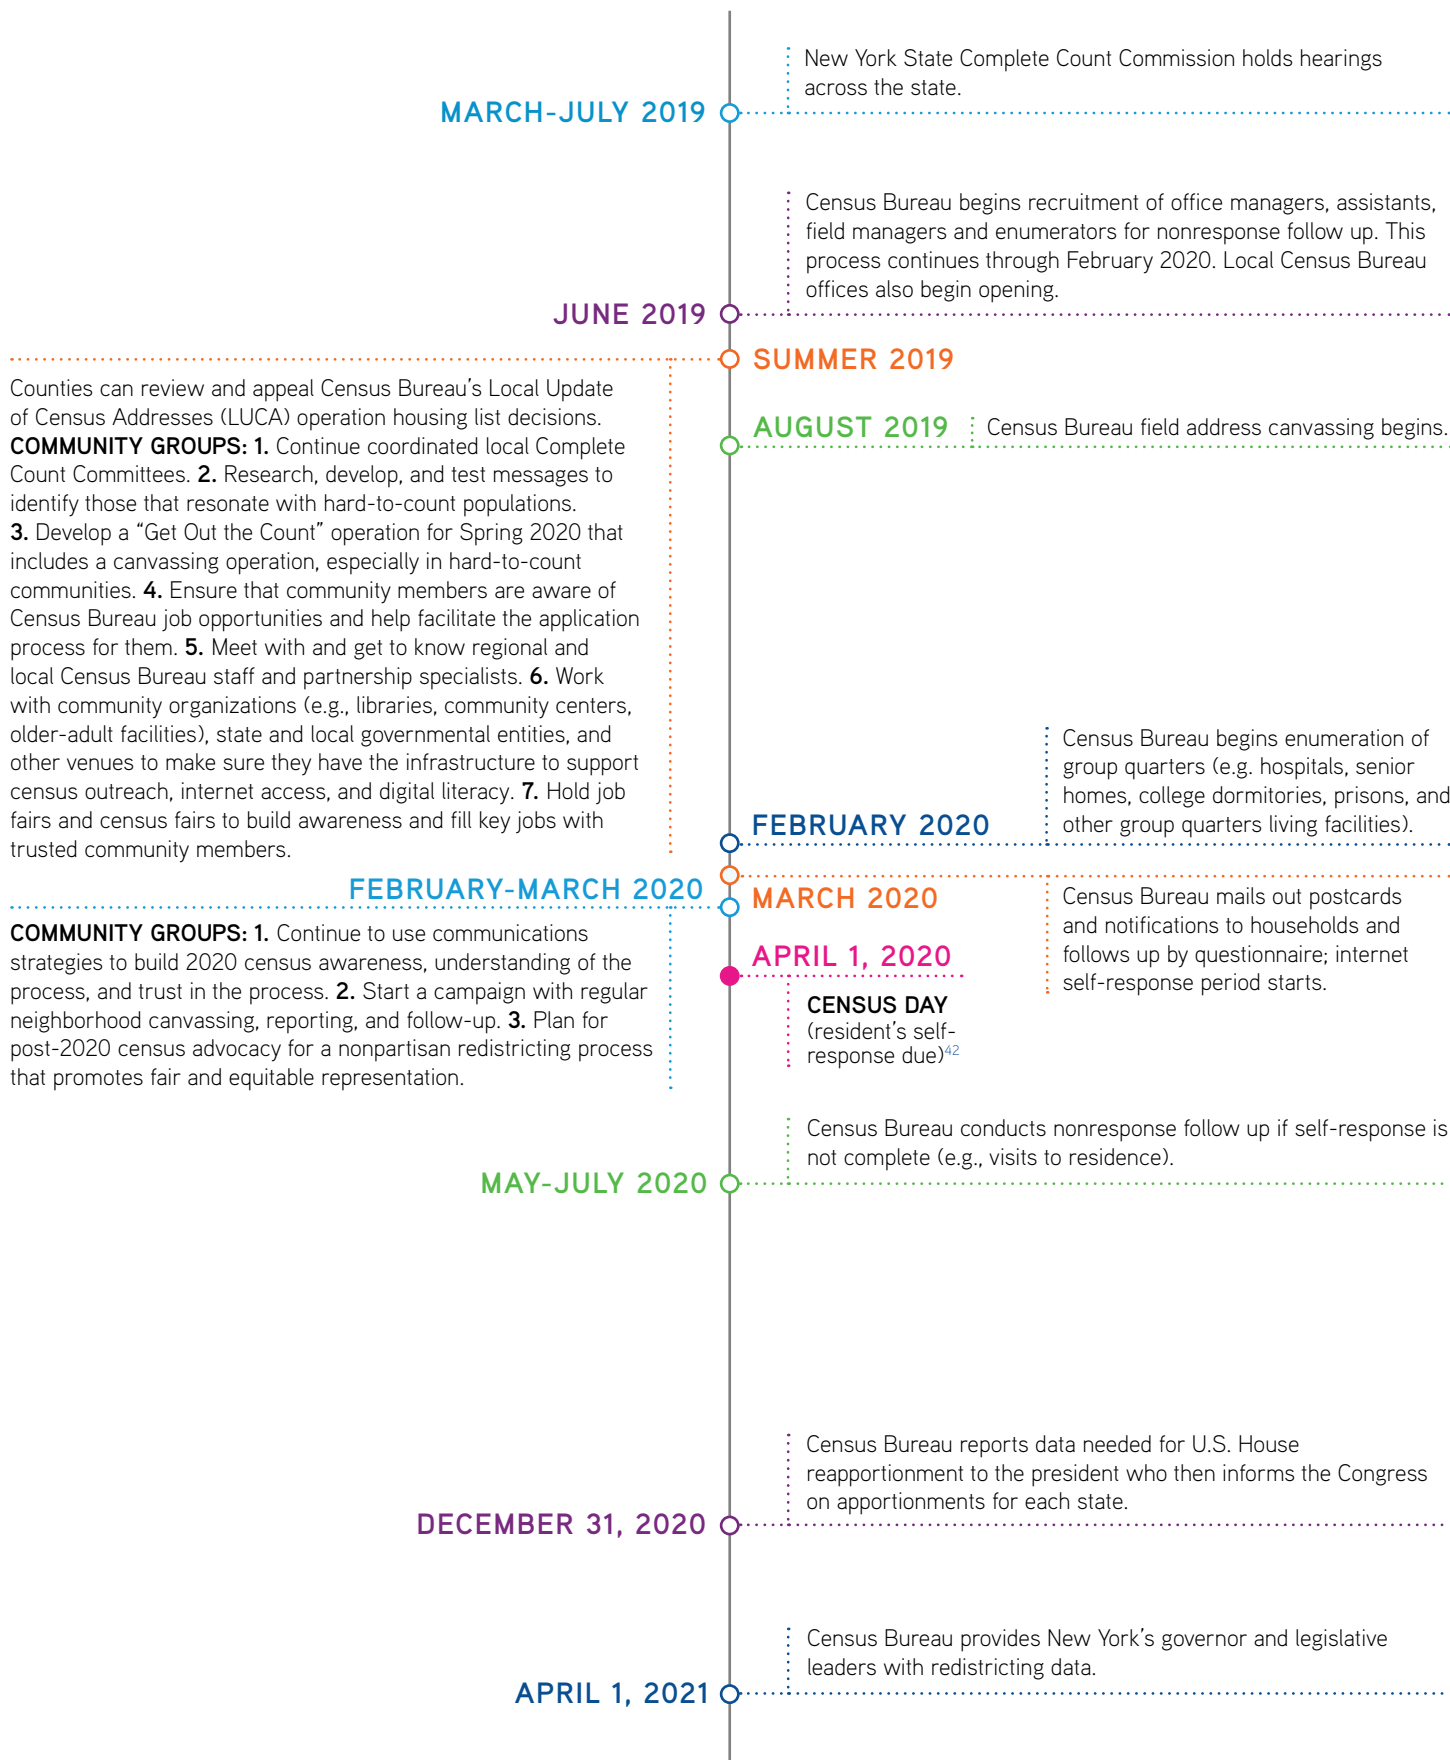 New York State Complete Count Commission holds hearings
across the state.
MARCH-JULY 2019
Census Bureau begins recruitment of office managers, assistants,
field managers and enumerators for nonresponse follow up. This
process continues through February 2020. Local Census Bureau
offices also begin opening.
JUNE 2019
SUMMER 2019
Counties can review and appeal Census Bureau's Local Update
of Census Addresses (LUCA) operation housing list decisions.
COMMUNITY GROUPS: 1. Continue coordinated local Complete
Count Committees. 2. Research, develop, and test messages to
identify those that resonate with hard-to-count populations.
3. Develop a “Get Out the Count” operation for Spring 2020 that
includes a canvassing operation, especially in hard-to-count
communities. 4. Ensure that community members are aware of
Census Bureau job opportunities and help facilitate the application
process for them. 5. Meet with and get to know regional and
local Census Bureau staff and partnership specialists. 6. Work
with community organizations (e.g., libraries, community centers,
older-adult facilities), state and local governmental entities, and
other venues to make sure they have the infrastructure to support
census outreach, internet access, and digital literacy. 7. Hold job
fairs and census fairs to build awareness and fill key jobs with
trusted community members.
AUGUST 2019
Census Bureau field address canvassing begins.
FEBRUARY 2020
Census Bureau begins enumeration of
group quarters (e.g. hospitals, senior
homes, college dormitories, prisons, and
other group quarters living facilities).
MARCH 2020
Census Bureau mails out postcards
and notifications to households and
follows up by questionnaire; internet
self-response period starts.
FEBRUARY-MARCH 2020
COMMUNITY GROUPS: 1. Continue to use communications
strategies to build 2020 census awareness, understanding of the
process, and trust in the process. 2. Start a campaign with regular
neighborhood canvassing, reporting, and follow-up. 3. Plan for
post-2020 census advocacy for a nonpartisan redistricting process
that promotes fair and equitable representation.
APRIL 1, 2020
CENSUS DAY
(resident's self-
response due)42
Census Bureau conducts nonresponse follow up if self-response is
not complete (e.g., visits to residence).
MAY-JULY 2020
Census Bureau reports data needed for U.S. House
reapportionment to the president who then informs the Congress
on apportionments for each state.
DECEMBER 31, 2020
Census Bureau provides New York's governor and legislative
leaders with redistricting data.
APRIL 1, 2021